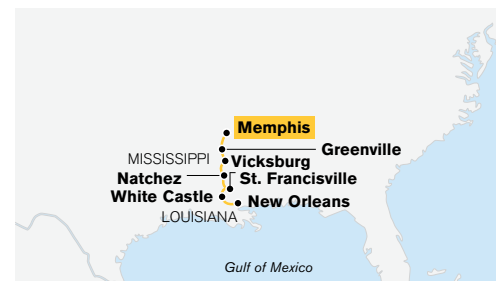 Memphis
Greenville
MISSISSIPPI
Vicksburg
Natchez
St. Francisville
White Castle
New Orleans
LOUISIANA
Gulf of Mexico